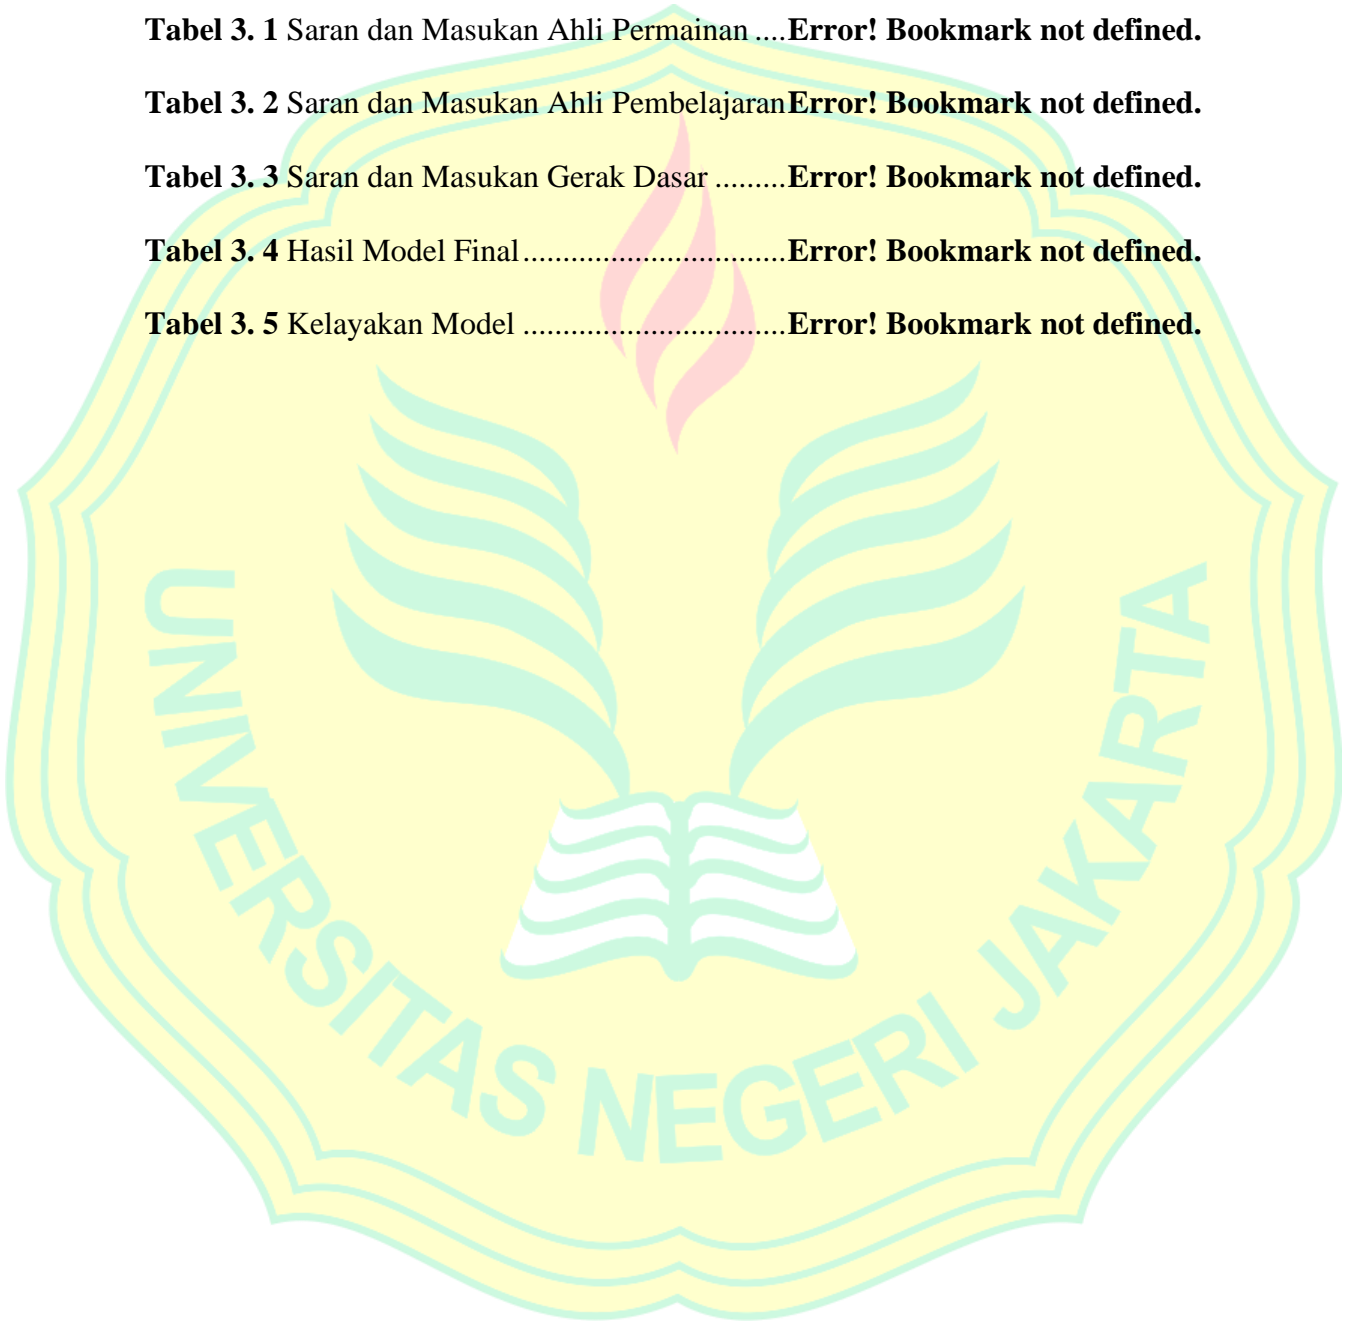 Tabel 3. 1 Saran dan Masukan Ahli Permainan ....Error! Bookmark not defined.
Tabel 3. 2 Saran dan Masukan Ahli PembelajaranError! Bookmark not defined.
Tabel 3. 3 Saran dan Masukan Gerak Dasar .........Error! Bookmark not defined.
Tabel 3. 4 Hasil Model Final.................................Error! Bookmark not defined.
Tabel 3. 5 Kelayakan Model .................................Error! Bookmark not defined.
UNIVERSITAS NEGERI JAKARTA